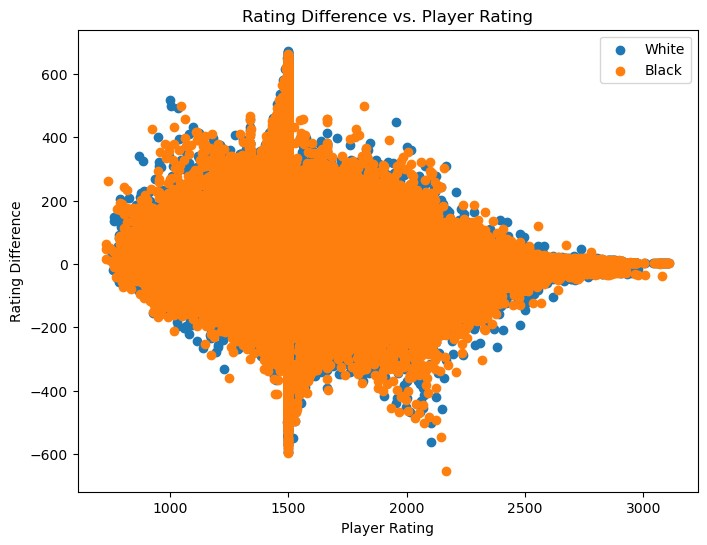 Rating Difference vs. Player Rating
White
Black
600
400
200
0
−200
−400
−600
Rating Difference
1000 1500 2000 2500 3000
Player Rating